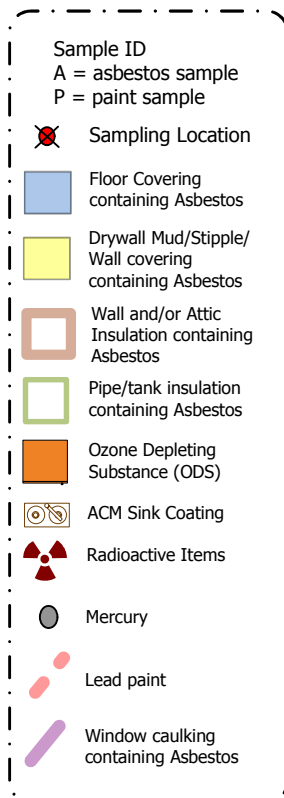 Sample ID
A = asbestos sample
P = paint sample
Sampling Location
Floor Covering
containing Asbestos
Drywall Mud/Stipple/
Wall covering
containing Asbestos
Wall and/or Attic
Insulation containing
Asbestos
Pipe/tank insulation
containing Asbestos
Ozone Depleting
Substance (ODS)
ACM Sink Coating
Radioactive Items
Mercury
Lead paint
Window caulking
containing Asbestos